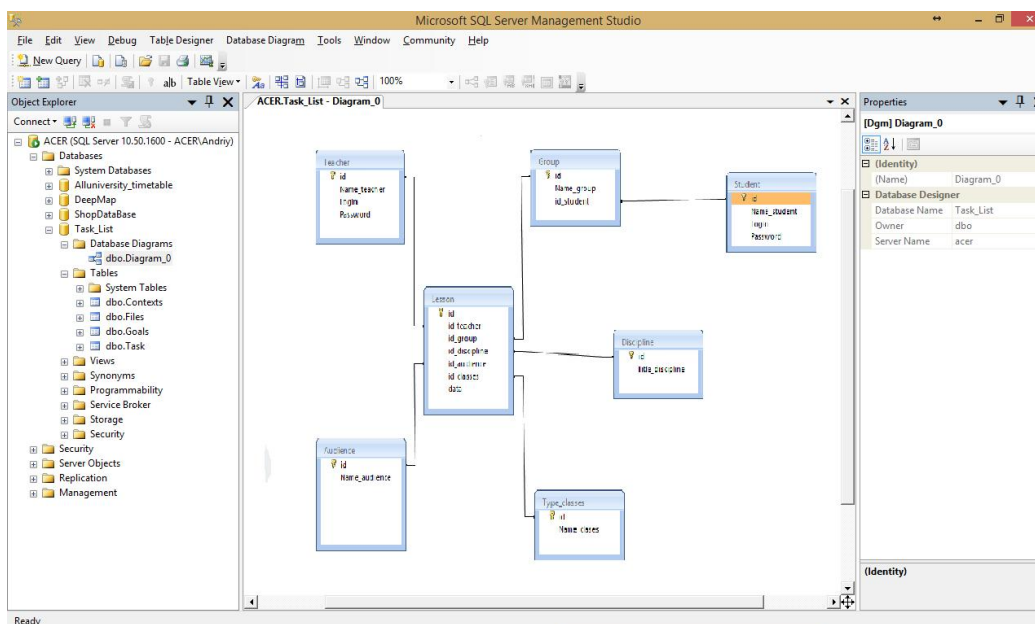 Microsoft SQL Server Management Studio
File Edit View Debug Table Designer Database Diagram Tools Window Community Help
New Query
Table View 100%
Object Explorer
Connect
ACER (SQL Server 10.50.1600 - ACER\Andriy)
Databases
System Databases
Alluniversity_timetable
DeepMap
ShopDataBase
Task_List
Database Diagrams
dbo.Diagram_0
Tables
System Tables
dbo.Contexts
dbo.Files
dbo.Goals
dbo.Task
Views
Synonyms
Programmability
Service Broker
Storage
Security
Security
Server Objects
Replication
Management
ACER.Task_List - Diagram_0
Teacher
id
Name_teacher
login
Password
Group
id
Name_group
id_student
Student
id
Name_student
login
Password
Lesson
id
id_teacher
id_group
id_discipline
id_audience
id_classes
data
Discipline
id
Title_discipline
Audience
id
Name_audience
Type_classes
id
Name_clases
Properties
[Dgm] Diagram_0
(Identity)
(Name) Diagram_0
Database Designer
Database Name Task_List
Owner dbo
Server Name acer
(Identity)
Ready